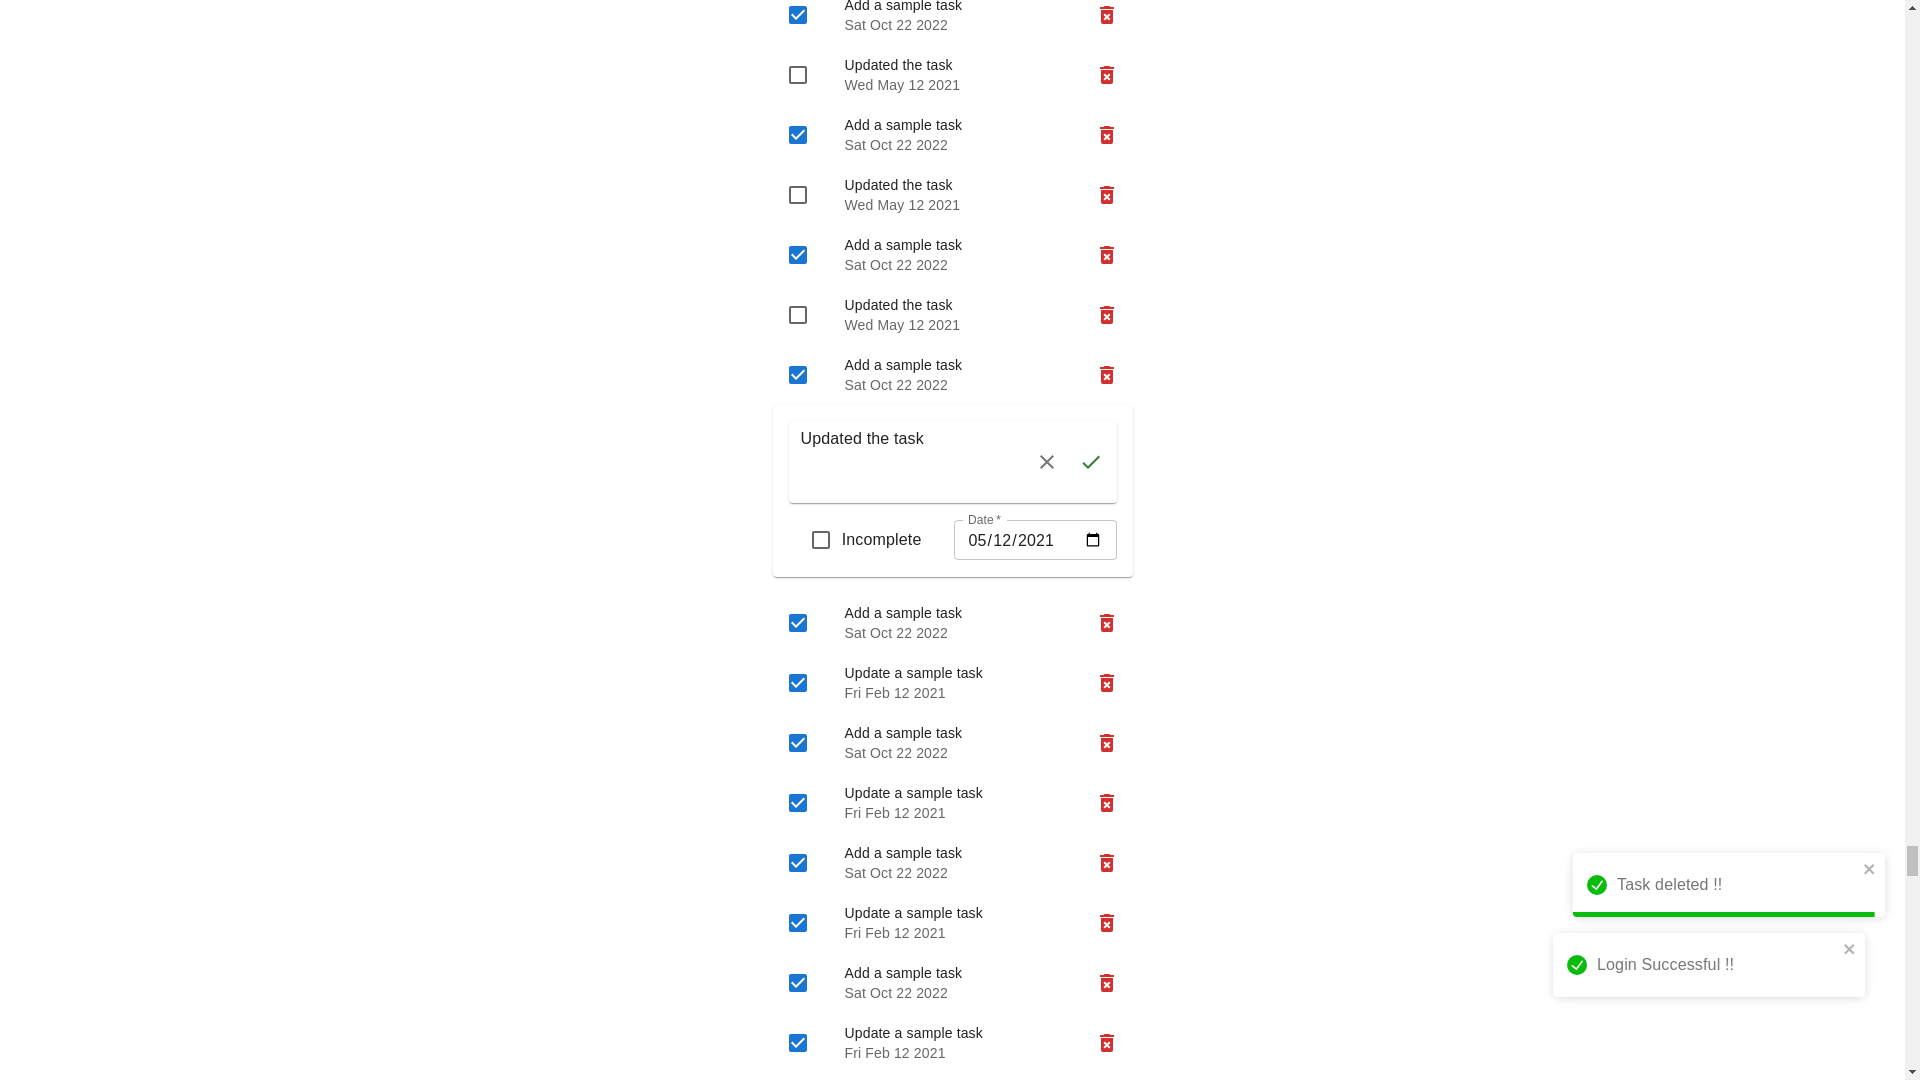 Add a sample task
Sat Oct 22 2022
Updated the task
Wed May 12 2021
Add a sample task
Sat Oct 22 2022
Updated the task
Wed May 12 2021
Add a sample task
Sat Oct 22 2022
Updated the task
Wed May 12 2021
Add a sample task
Sat Oct 22 2022
Updated the task
Incomplete
Date *
05/12/2021
Add a sample task
Sat Oct 22 2022
Update a sample task
Fri Feb 12 2021
Add a sample task
Sat Oct 22 2022
Update a sample task
Fri Feb 12 2021
Add a sample task
Sat Oct 22 2022
Update a sample task
Fri Feb 12 2021
Add a sample task
Sat Oct 22 2022
Update a sample task
Fri Feb 12 2021
Task deleted !!
Login Successful !!